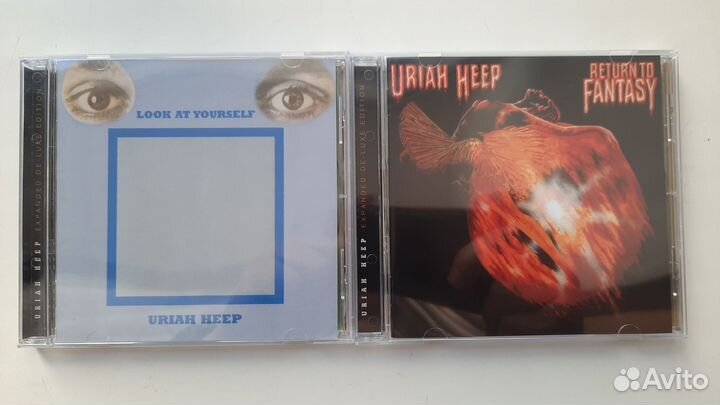 URIAH HEEP EXPANDED DE LUXE EDITION
LOOK AT YOURSELF
URIAH HEEP
URIAH HEEP EXPANDED DE LUXE EDITION
URIAH HEEP
RETURN TO
FANTASY
Avito